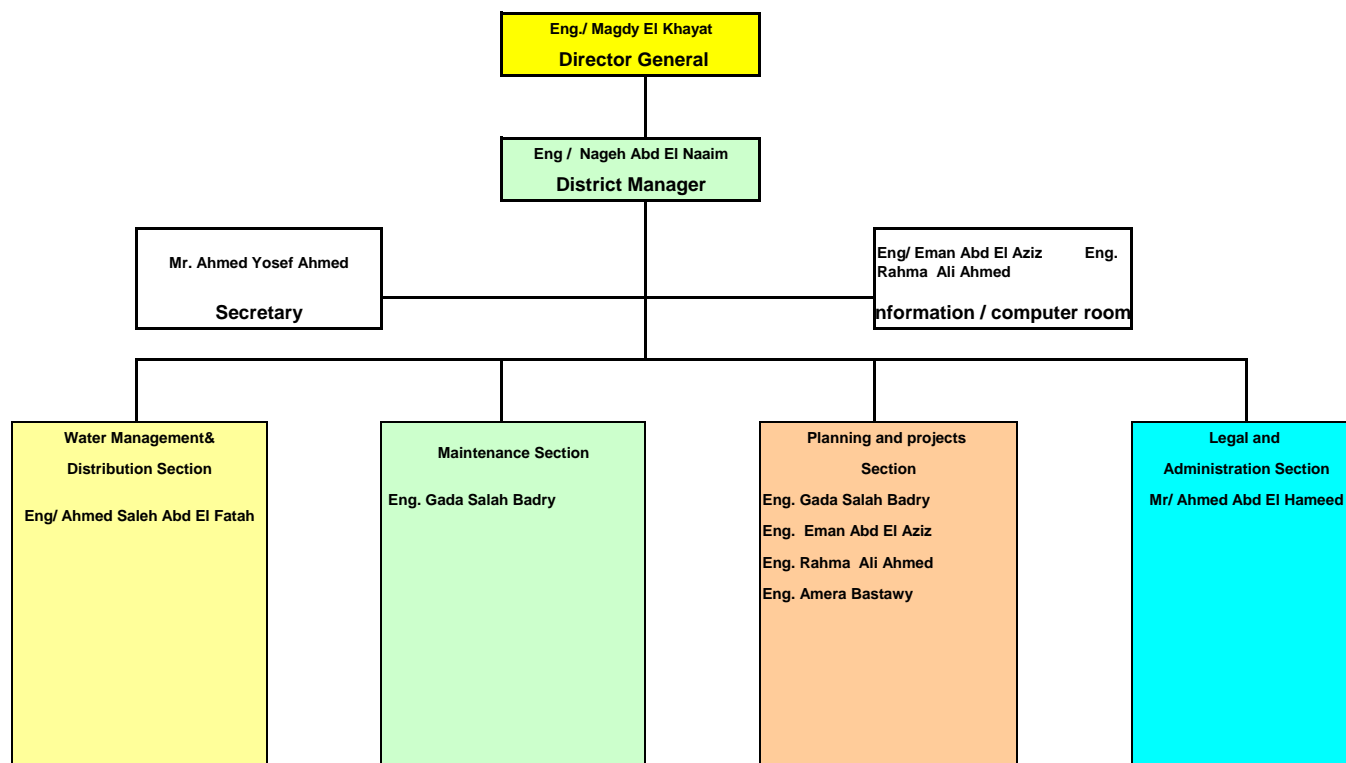 Eng./ Magdy El Khayat
Director General
Eng / Nageh Abd El Naaim
District Manager
Mr. Ahmed Yosef Ahmed
Secretary
Eng/ Eman Abd El Aziz Eng.
Rahma Ali Ahmed
nformation / computer room
Water Management&
Distribution Section
Eng/ Ahmed Saleh Abd El Fatah
Maintenance Section
Eng. Gada Salah Badry
Planning and projects
Section
Eng. Gada Salah Badry
Eng. Eman Abd El Aziz
Eng. Rahma Ali Ahmed
Eng. Amera Bastawy
Legal and
Administration Section
Mr/ Ahmed Abd El Hameed